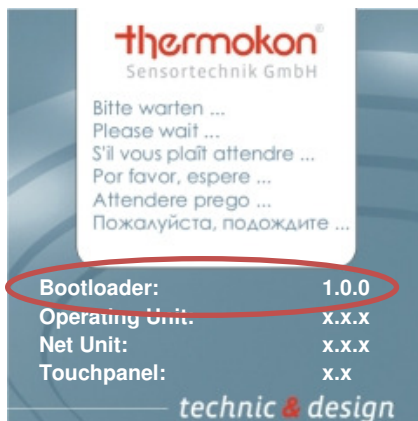 thermokon®
Sensortechnik GmbH
Bitte warten ...
Please wait ...
S'il vous plaît attendre ...
Por favor, espere ...
Attendere prego ...
Пожалуйста, подождите ...
Bootloader: 1.0.0
Operating Unit: x.x.x
Net Unit: x.x.x
Touchpanel: x.x
technic & design